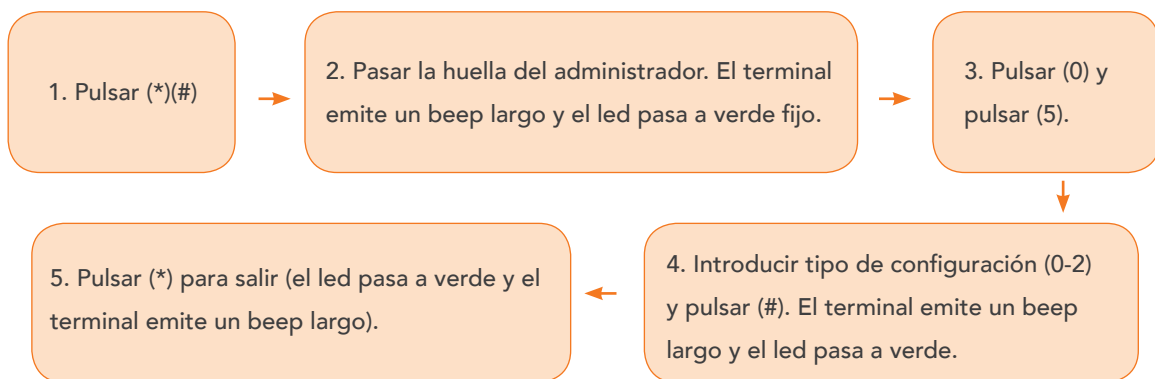 1. Pulsar (*)(#)
2. Pasar la huella del administrador. El terminal
emite un beep largo y el led pasa a verde fijo.
3. Pulsar (0) y
pulsar (5).
4. Introducir tipo de configuración (0-2)
y pulsar (#). El terminal emite un beep
largo y el led pasa a verde.
5. Pulsar (*) para salir (el led pasa a verde y el
terminal emite un beep largo).